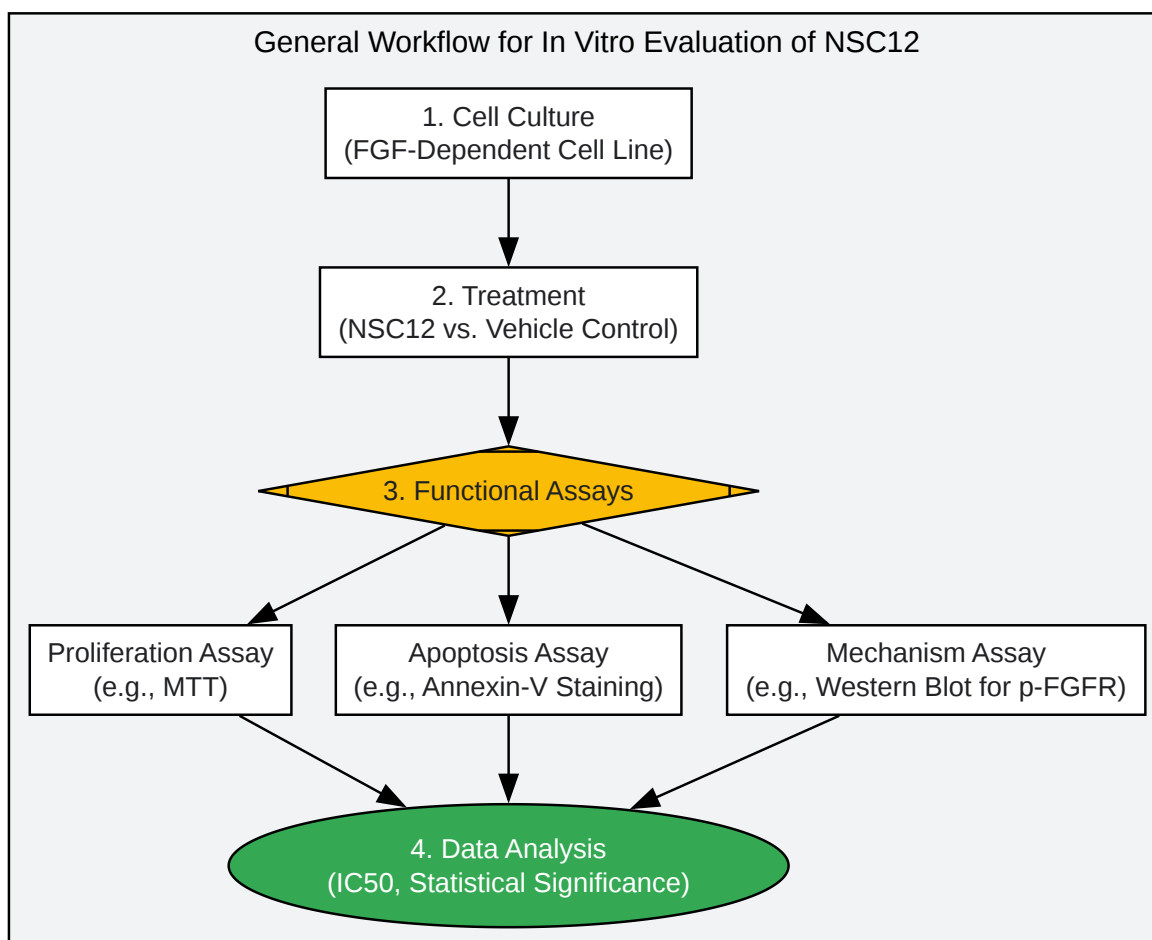 General Workflow for In Vitro Evaluation of NSC12
1. Cell Culture
(FGF-Dependent Cell Line)
2. Treatment
(NSC12 vs. Vehicle Control)
3. Functional Assays
Proliferation Assay
(e.g., MTT)
Apoptosis Assay
(e.g., Annexin-V Staining)
Mechanism Assay
(e.g., Western Blot for p-FGFR)
4. Data Analysis
(IC50, Statistical Significance)